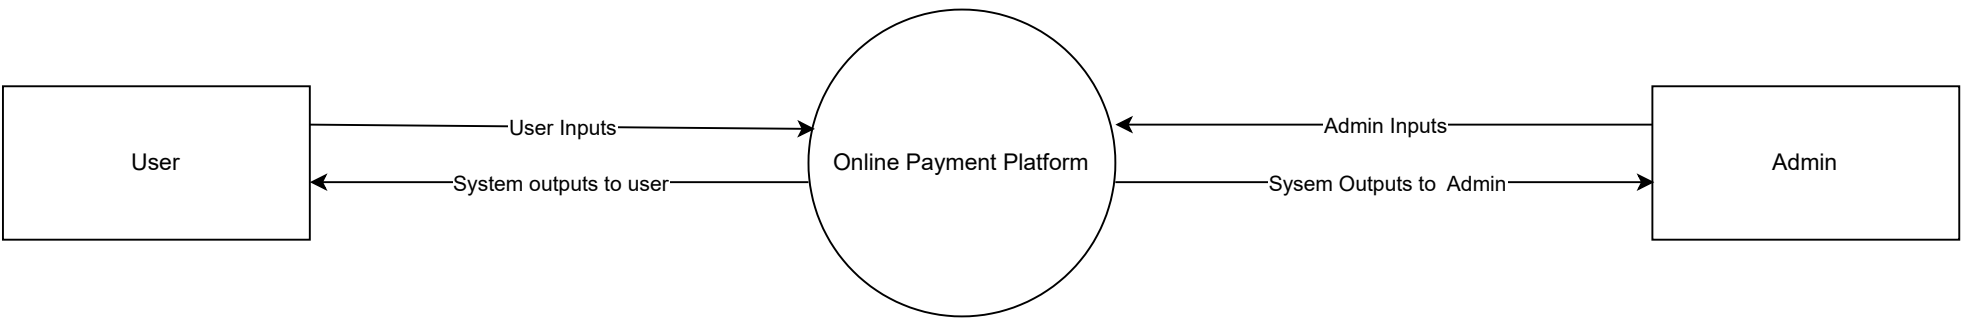 User
User Inputs
System outputs to user
Online Payment Platform
Admin Inputs
Sysem Outputs to  Admin
Admin